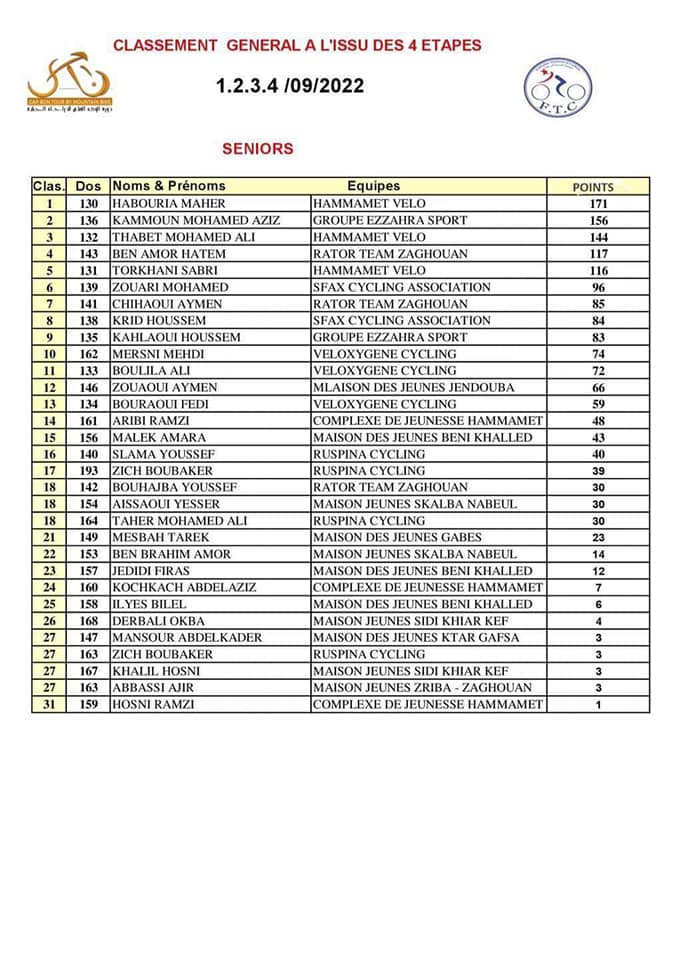 CLASSEMENT GENERAL A L'ISSU DES 4 ETAPES
CAP BON TOUR BY MOUNTAIN BIKE
1.2.3.4 /09/2022
F.T.C
SENIORS
Clas. Dos Noms & Prénoms Equipes POINTS
1 130 HABOURIA MAHER HAMMAMET VELO 171
2 136 KAMMOUN MOHAMED AZIZ GROUPE EZZAHRA SPORT 156
3 132 THABET MOHAMED ALI HAMMAMET VELO 144
4 143 BEN AMOR HATEM RATOR TEAM ZAGHOUAN 117
5 131 TORKHANI SABRI HAMMAMET VELO 116
6 139 ZOUARI MOHAMED SFAX CYCLING ASSOCIATION 96
7 141 CHIHAOUI AYMEN RATOR TEAM ZAGHOUAN 85
8 138 KRID HOUSSEM SFAX CYCLING ASSOCIATION 84
9 135 KAHLAOUI HOUSSEM GROUPE EZZAHRA SPORT 83
10 162 MERSNI MEHDI VELOXYGENE CYCLING 74
11 133 BOULILA ALI VELOXYGENE CYCLING 72
12 146 ZOUAOUI AYMEN MLAISON DES JEUNES JENDOUBA 66
13 134 BOURAOUI FEDI VELOXYGENE CYCLING 59
14 161 ARIBI RAMZI COMPLEXE DE JEUNESSE HAMMAMET 48
15 156 MALEK AMARA MAISON DES JEUNES BENI KHALLED 43
16 140 SLAMA YOUSSEF RUSPINA CYCLING 40
17 193 ZICH BOUBAKER RUSPINA CYCLING 39
18 142 BOUHAJBA YOUSSEF RATOR TEAM ZAGHOUAN 30
18 154 AISSAOUI YESSER MAISON JEUNES SKALBA NABEUL 30
18 164 TAHER MOHAMED ALI RUSPINA CYCLING 30
21 149 MESBAH TAREK MAISON DES JEUNES GABES 23
22 153 BEN BRAHIM AMOR MAISON JEUNES SKALBA NABEUL 14
23 157 JEDIDI FIRAS MAISON DES JEUNES BENI KHALLED 12
24 160 KOCHKACH ABDELAZIZ COMPLEXE DE JEUNESSE HAMMAMET 7
25 158 ILYES BILEL MAISON DES JEUNES BENI KHALLED 6
26 168 DERBALI OKBA MAISON JEUNES SIDI KHIAR KEF 4
27 147 MANSOUR ABDELKADER MAISON DES JEUNES KTAR GAFSA 3
27 163 ZICH BOUBAKER RUSPINA CYCLING 3
27 167 KHALIL HOSNI MAISON JEUNES SIDI KHIAR KEF 3
27 163 ABBASSI AJIR MAISON JEUNES ZRIBA - ZAGHOUAN 3
31 159 HOSNI RAMZI COMPLEXE DE JEUNESSE HAMMAMET 1